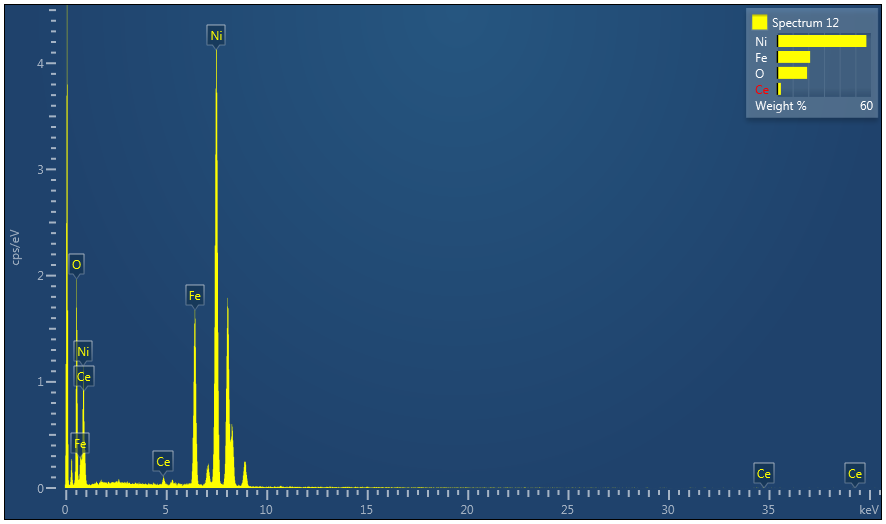 Spectrum 12
Ni
Fe
O
Ce
Weight % 60
cps/eV
4
3
2
1
0
Ni
O
Fe
Ni
Ce
Fe
Ce
Ce
Ce
0 5 10 15 20 25 30 35 keV